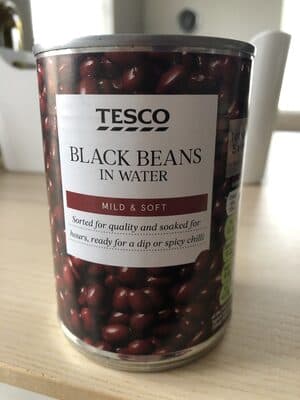 TESCO
BLACK BEANS
IN WATER
MILD & SOFT
Sorted for quality and soaked for
hours, ready for a dip or spicy chilli